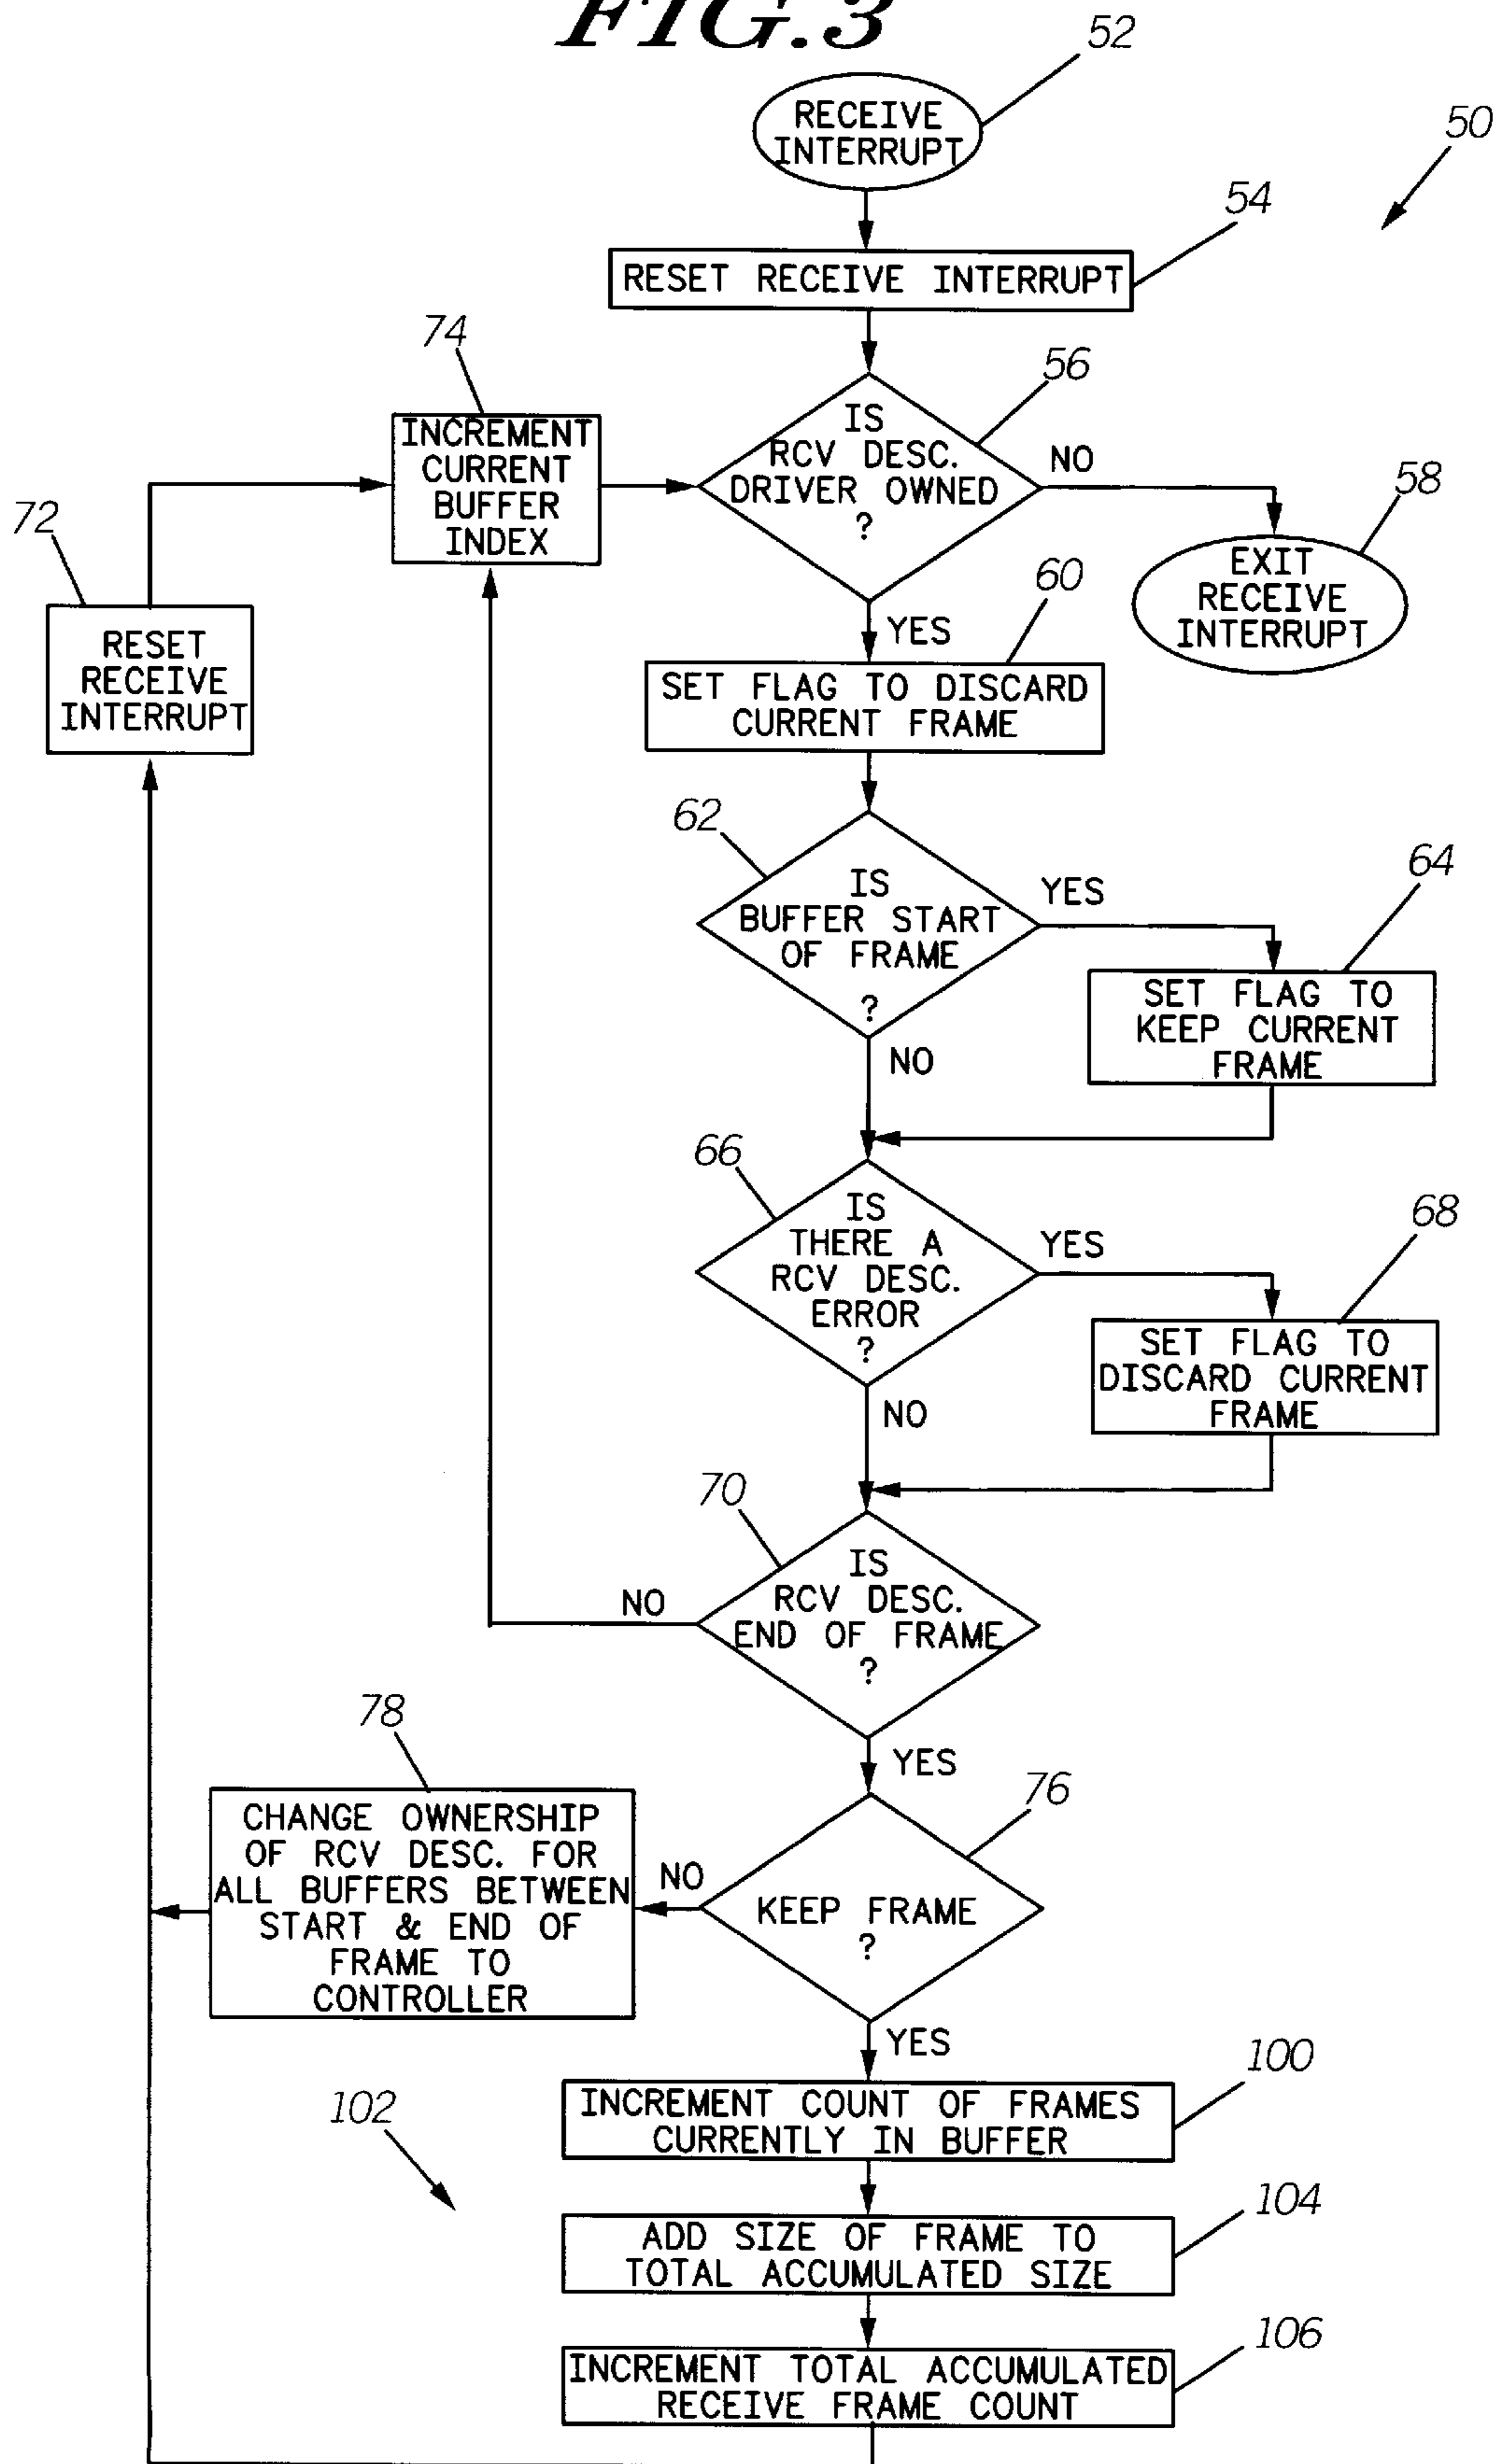 FIG.3
52
RECEIVE
INTERRUPT
50
54
RESET RECEIVE INTERRUPT
74
INCREMENT
CURRENT
BUFFER
INDEX
56
IS
RCV DESC.
DRIVER OWNED
?
NO
58
EXIT
RECEIVE
INTERRUPT
72
RESET
RECEIVE
INTERRUPT
YES
60
SET FLAG TO DISCARD
CURRENT FRAME
62
IS
BUFFER START
OF FRAME
?
YES
64
SET FLAG TO
KEEP CURRENT
FRAME
NO
66
IS
THERE A
RCV DESC.
ERROR
?
YES
68
SET FLAG TO
DISCARD CURRENT
FRAME
NO
70
IS
RCV DESC.
END OF FRAME
?
NO
YES
78
CHANGE OWNERSHIP
OF RCV DESC. FOR
ALL BUFFERS BETWEEN
START & END OF
FRAME TO
CONTROLLER
NO
76
KEEP FRAME
?
YES
100
INCREMENT COUNT OF FRAMES
CURRENTLY IN BUFFER
102
104
ADD SIZE OF FRAME TO
TOTAL ACCUMULATED SIZE
106
INCREMENT TOTAL ACCUMULATED
RECEIVE FRAME COUNT